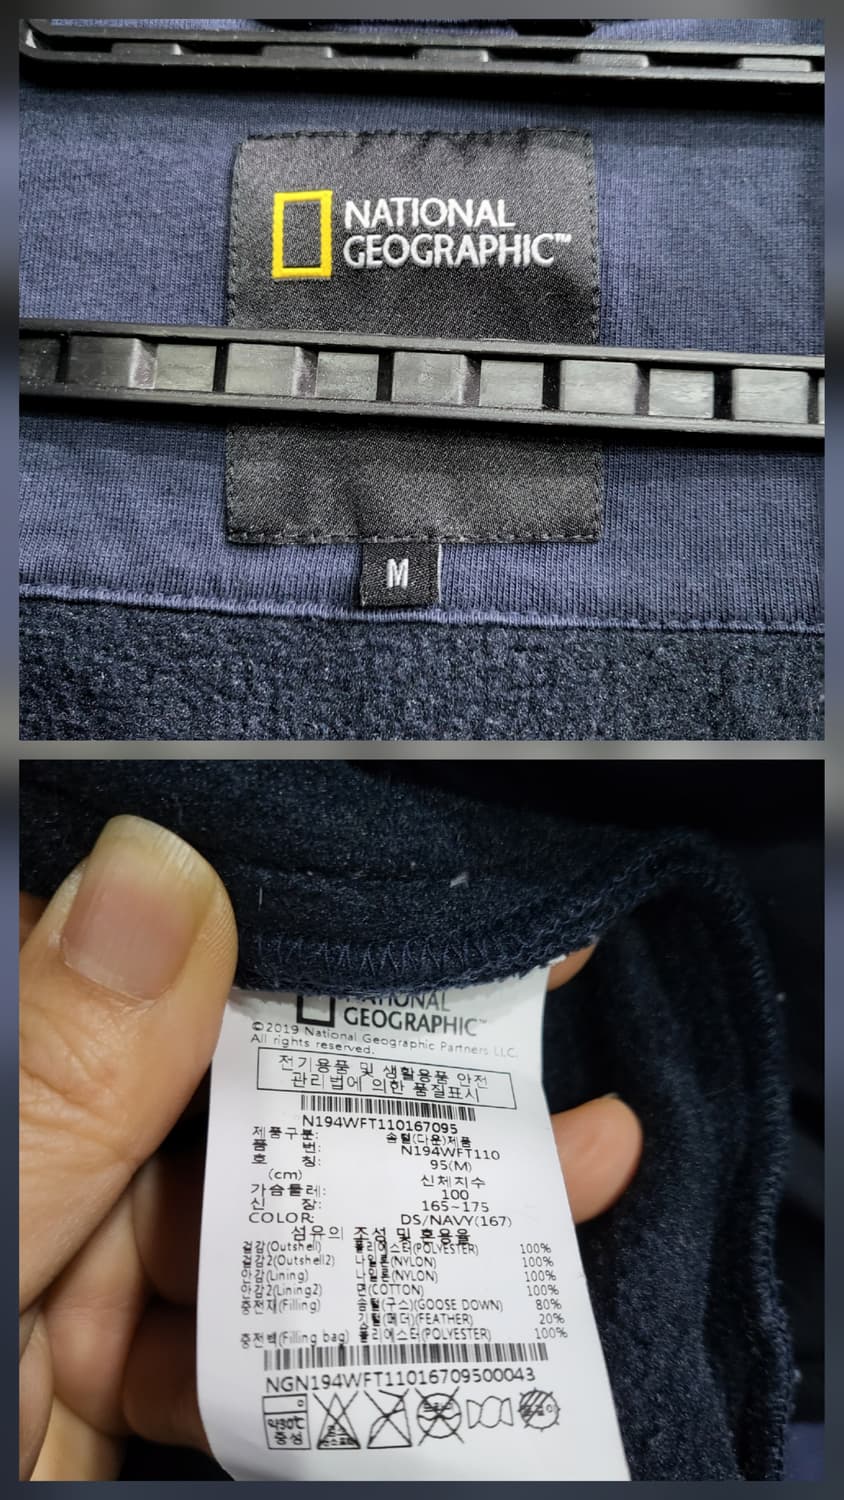 NATIONAL
GEOGRAPHIC™
M
NATIONAL
GEOGRAPHIC™
©2019 National Geographic Partners LLC.
All rights reserved.
전기용품 및 생활용품 안전
관리법에 의한 품질표시
N194WFT110167095
제품구분: 솜털(다운)제품
품 번: N194WFT110
호 칭: 95(M)
(cm) 신체치수
가슴둘레: 100
신 장: 165~175
COLOR: DS/NAVY(167)
섬유의 조성 및 혼용율
겉감(Outshell) 폴리에스터(POLYESTER) 100%
겉감2(Outshell2) 나일론(NYLON) 100%
안감(Lining) 나일론(NYLON) 100%
안감2(Lining2) 면(COTTON) 100%
충전재(Filling) 솜털(구스)(GOOSE DOWN) 80%
기털(페더)(FEATHER) 20%
충전백(Filling bag) 폴리에스터(POLYESTER) 100%
NGN194WFT11016709500043
약30℃
중성